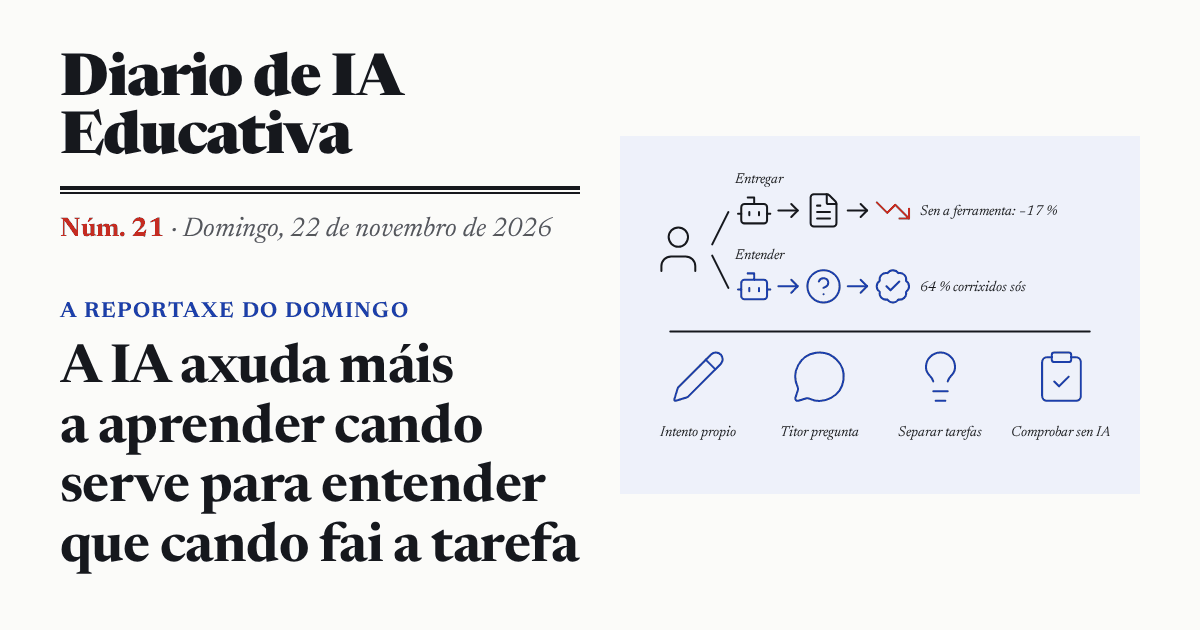 Diario de IA
Educativa
Núm. 21 · Domingo, 22 de novembro de 2026
A REPORTAXE DO DOMINGO
A IA axuda máis
a aprender cando
serve para entender
que cando fai a tarefa
Entregar
Sen a ferramenta: −17 %
Entender
64 % corrixidos sós
Intento propio
Titor pregunta
Separar tarefas
Comprobar sen IA